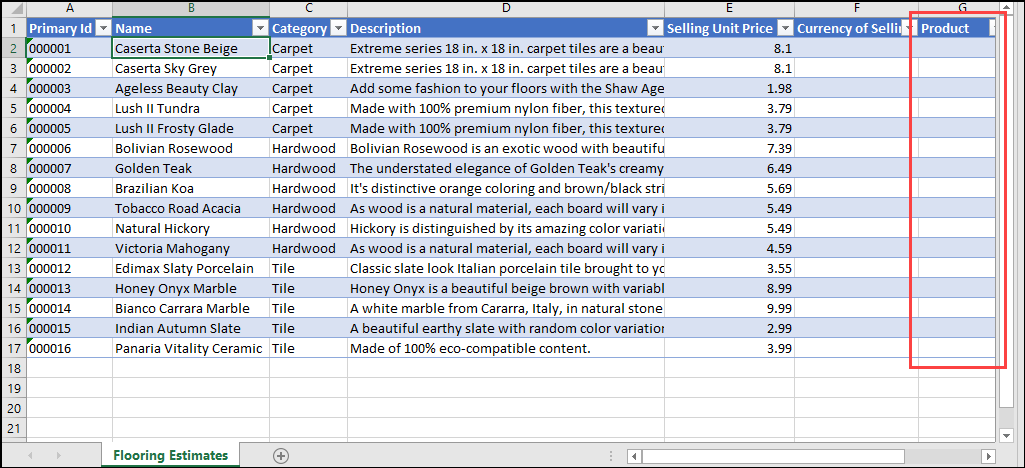 A B C D E F G
1 Primary Id Name Category Description Selling Unit Price Currency of Sellin Product
2 000001 Caserta Stone Beige Carpet Extreme series 18 in. x 18 in. carpet tiles are a beau 8.1
3 000002 Caserta Sky Grey Carpet Extreme series 18 in. x 18 in. carpet tiles are a beau 8.1
4 000003 Ageless Beauty Clay Carpet Add some fashion to your floors with the Shaw Age 1.98
5 000004 Lush II Tundra Carpet Made with 100% premium nylon fiber, this textured 3.79
6 000005 Lush II Frosty Glade Carpet Made with 100% premium nylon fiber, this textured 3.79
7 000006 Bolivian Rosewood Hardwood Bolivian Rosewood is an exotic wood with beautifu 7.39
8 000007 Golden Teak Hardwood The understated elegance of Golden Teak's creamy 6.49
9 000008 Brazilian Koa Hardwood It's distinctive orange coloring and brown/black stri 5.69
10 000009 Tobacco Road Acacia Hardwood As wood is a natural material, each board will vary i 5.49
11 000010 Natural Hickory Hardwood Hickory is distinguished by its amazing color variati 5.49
12 000011 Victoria Mahogany Hardwood As wood is a natural material, each board will vary i 4.59
13 000012 Edimax Slaty Porcelain Tile Classic slate look Italian porcelain tile brought to yo 3.55
14 000013 Honey Onyx Marble Tile Honey Onyx is a beautiful beige brown with variabl 8.99
15 000014 Bianco Carrara Marble Tile A white marble from Cararra, Italy, in natural stone 9.99
16 000015 Indian Autumn Slate Tile A beautiful earthy slate with random color variation 2.99
17 000016 Panaria Vitality Ceramic Tile Made of 100% eco-compatible content. 3.99
18
19
20
21
Flooring Estimates